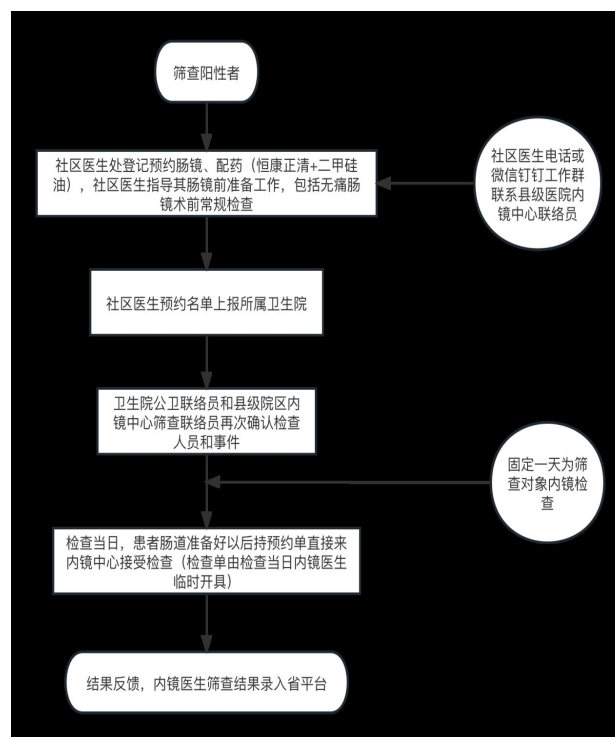 筛查阳性者
社区医生处登记预约肠镜、配药（恒康正清+二甲硅
油），社区医生指导其肠镜前准备工作，包括无痛肠
镜术前常规检查
社区医生电话或
微信钉钉工作群
联系县级医院内
镜中心联络员
社区医生预约名单上报所属卫生院
卫生院公卫联络员和县级院区内
镜中心筛查联络员再次确认检查
人员和事件
固定一天为筛
查对象内镜检
查
检查当日，患者肠道准备好以后持预约单直接来
内镜中心接受检查（检查单由检查当日内镜医生
临时开具）
结果反馈，内镜医生筛查结果录入省平台